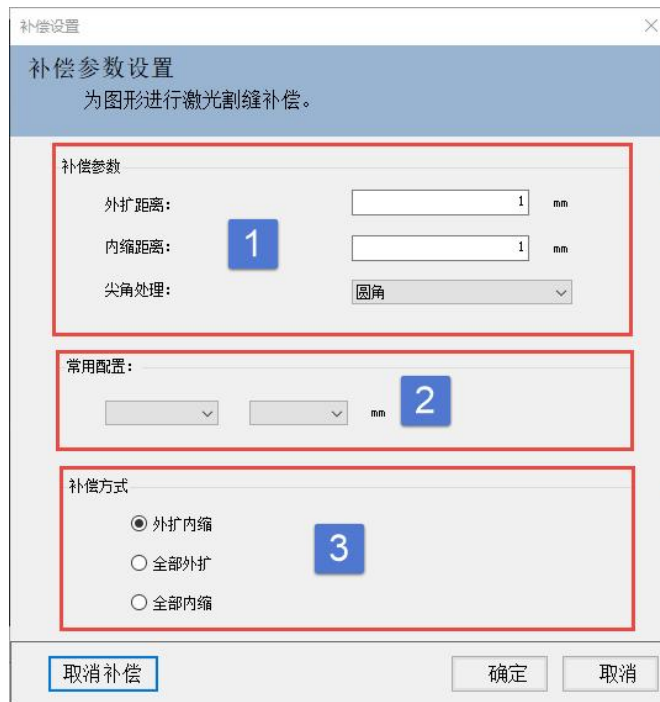 补偿设置
补偿参数设置
为图形进行激光割缝补偿。
补偿参数
外扩距离: 1 mm
内缩距离: 1 mm
尖角处理: 圆角
1
常用配置:
mm
2
补偿方式
外扩内缩
全部外扩
全部内缩
3
取消补偿 确定 取消